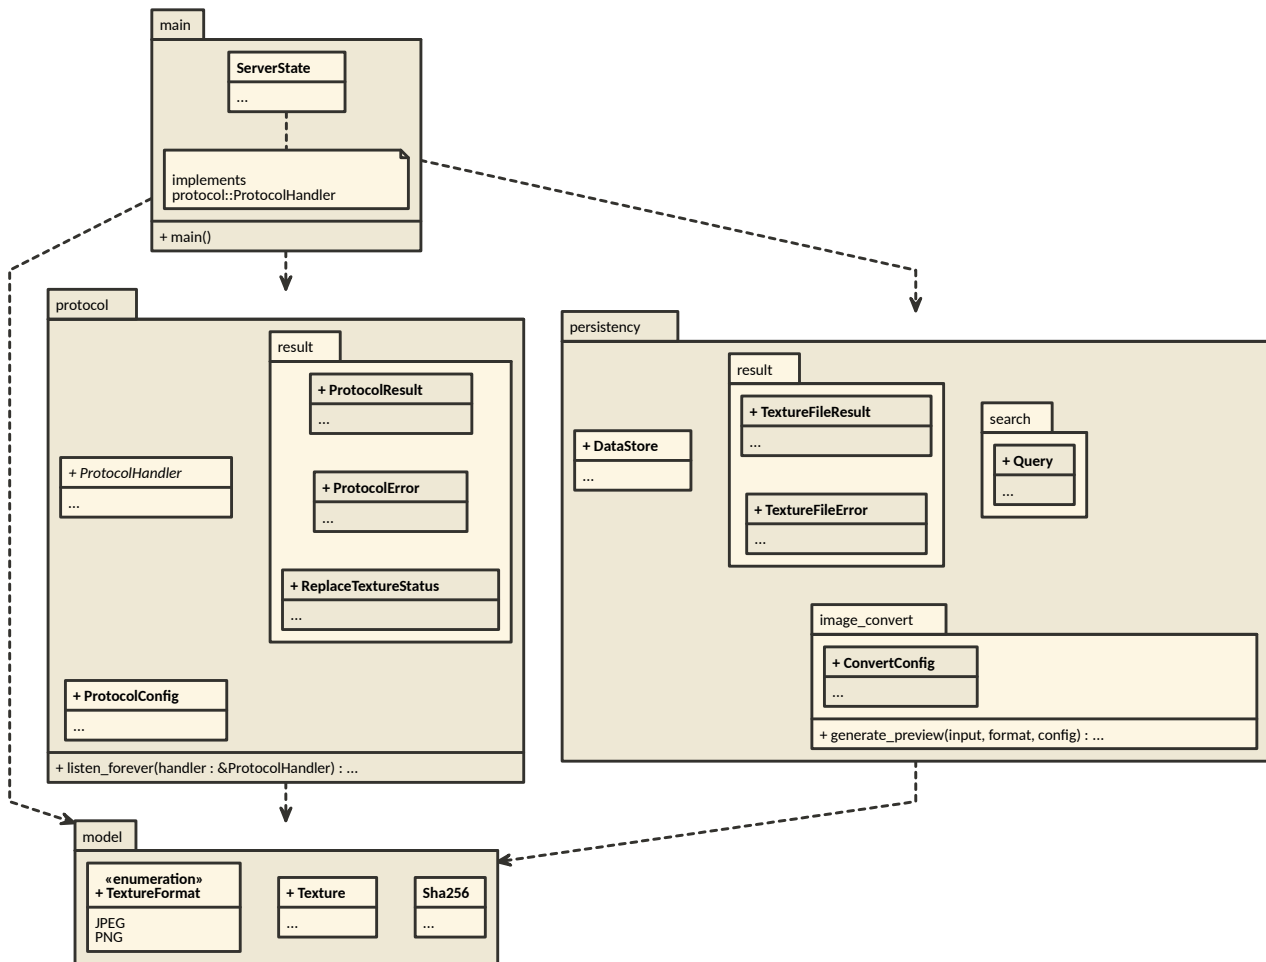 main
ServerState
...
implements
protocol::ProtocolHandler
+ main()
protocol
result
+ ProtocolResult
...
+ ProtocolHandler
...
+ ProtocolError
...
+ ReplaceTextureStatus
...
+ ProtocolConfig
...
+ listen_forever(handler : &ProtocolHandler) : ...
persistency
result
+ TextureFileResult
...
+ DataStore
...
+ TextureFileError
...
search
+ Query
...
image_convert
+ ConvertConfig
...
+ generate_preview(input, format, config) : ...
model
«enumeration»
+ TextureFormat
JPEG
PNG
+ Texture
...
Sha256
...